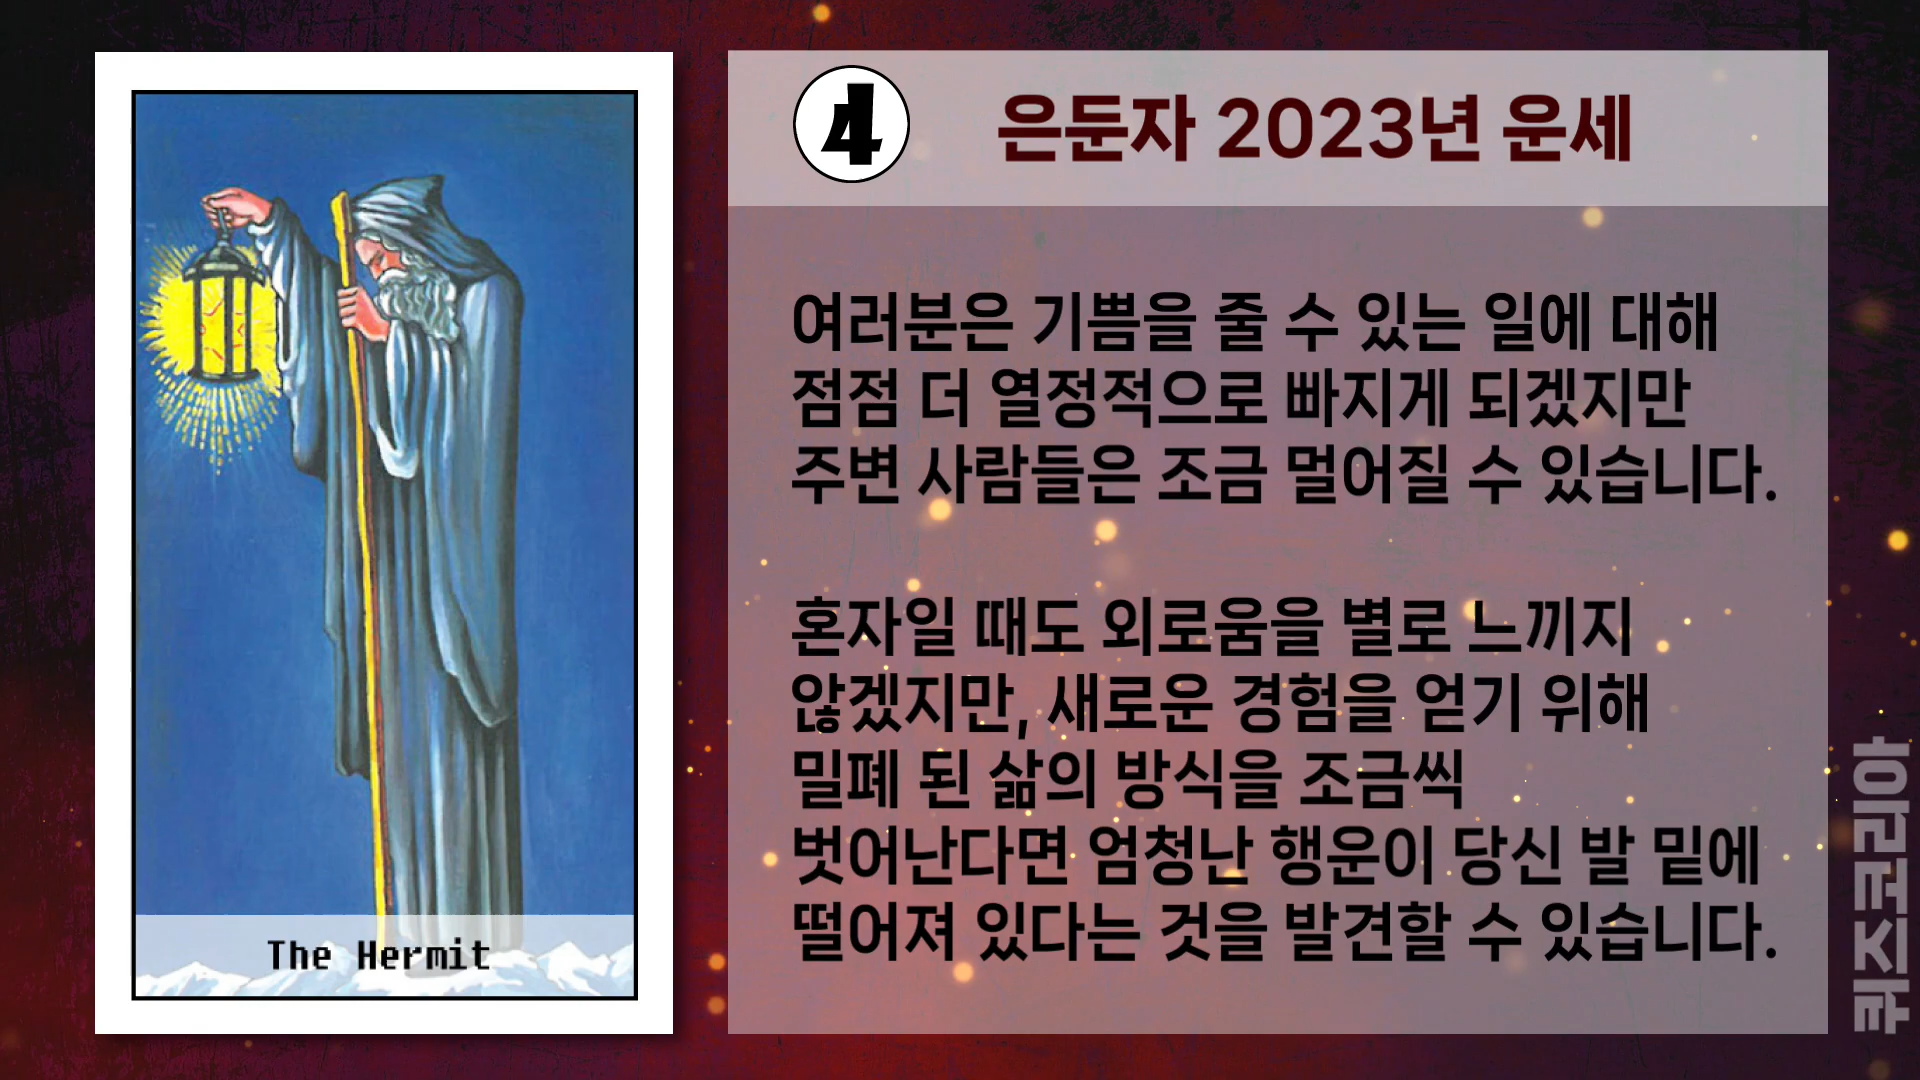 The Hermit
4
은둔자 2023년 운세
여러분은 기쁨을 줄 수 있는 일에 대해
점점 더 열정적으로 빠지게 되겠지만
주변 사람들은 조금 멀어질 수 있습니다.
혼자일 때도 외로움을 별로 느끼지
않겠지만, 새로운 경험을 얻기 위해
밀폐 된 삶의 방식을 조금씩
벗어난다면 엄청난 행운이 당신 발 밑에
떨어져 있다는 것을 발견할 수 있습니다.
퀴즈코리아